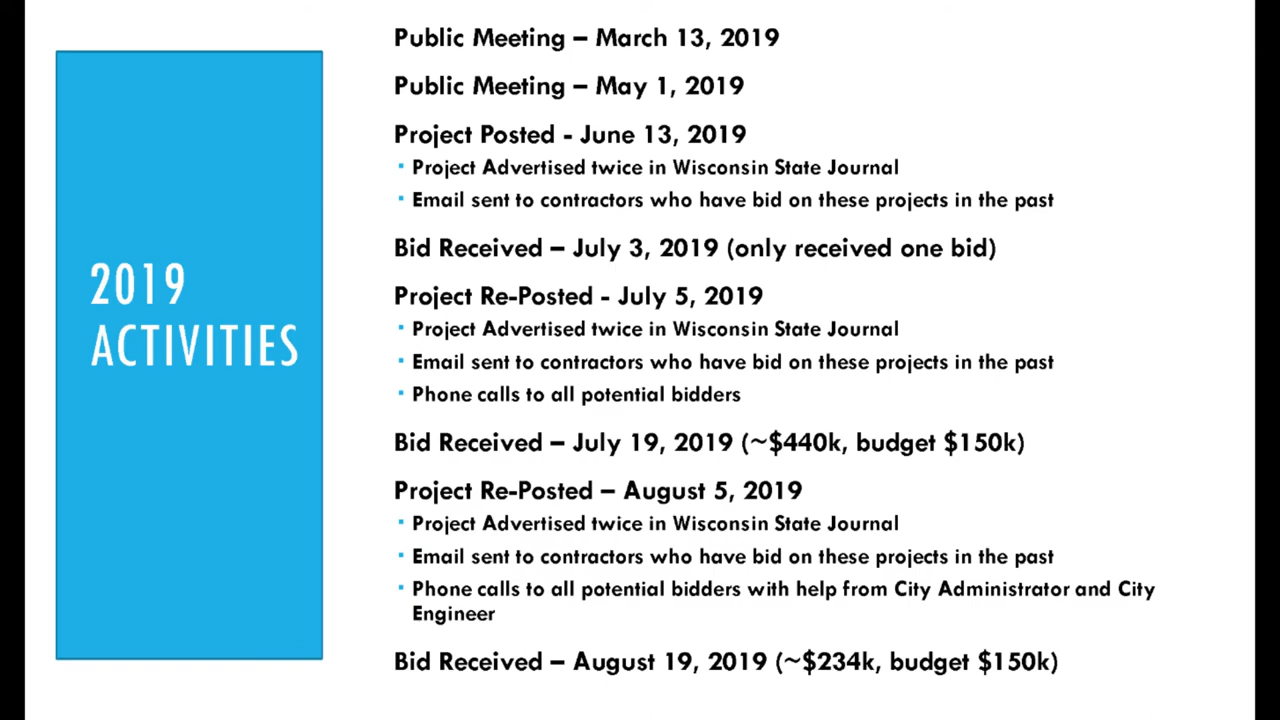 2019
ACTIVITIES
Public Meeting – March 13, 2019
Public Meeting – May 1, 2019
Project Posted - June 13, 2019
▪ Project Advertised twice in Wisconsin State Journal
▪ Email sent to contractors who have bid on these projects in the past
Bid Received – July 3, 2019 (only received one bid)
Project Re-Posted - July 5, 2019
▪ Project Advertised twice in Wisconsin State Journal
▪ Email sent to contractors who have bid on these projects in the past
▪ Phone calls to all potential bidders
Bid Received – July 19, 2019 (~$440k, budget $150k)
Project Re-Posted – August 5, 2019
▪ Project Advertised twice in Wisconsin State Journal
▪ Email sent to contractors who have bid on these projects in the past
▪ Phone calls to all potential bidders with help from City Administrator and City
Engineer
Bid Received – August 19, 2019 (~$234k, budget $150k)